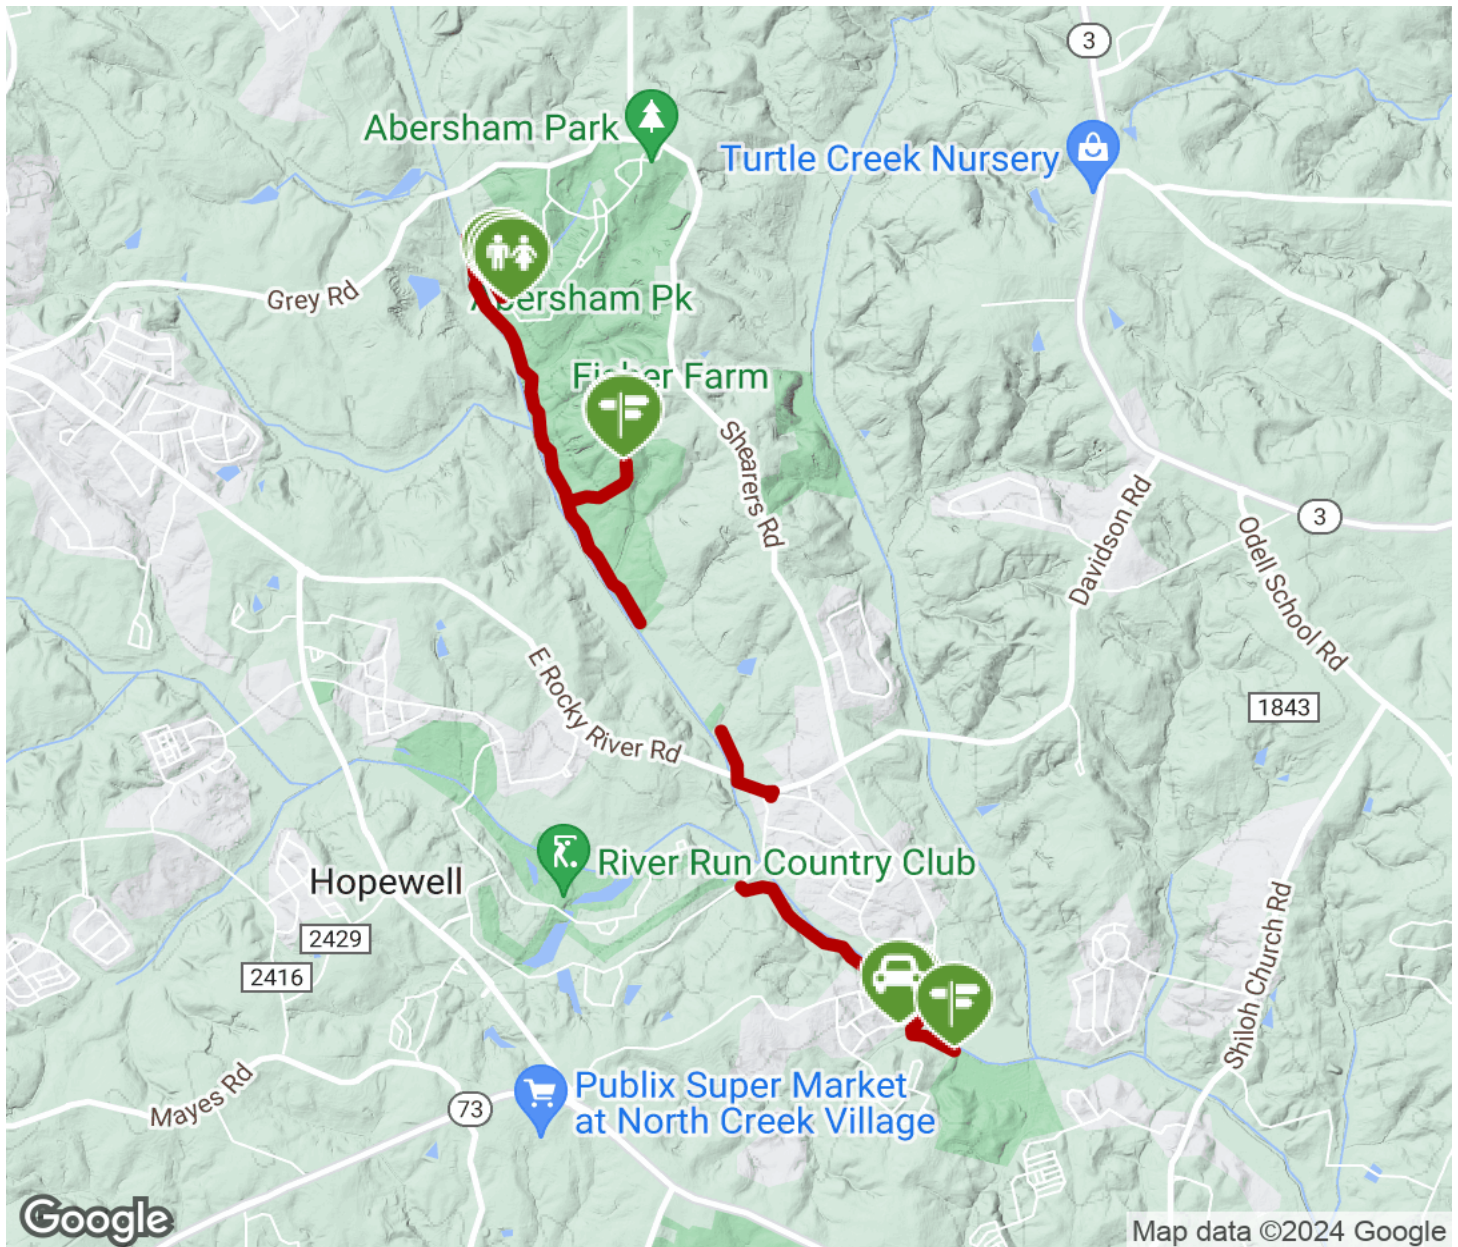 3
Abersham Park
Turtle Creek Nursery
Grey Rd
Abersham Pk
Fisher Farm
Shearers Rd
Davidson Rd
3
Odell School Rd
E Rocky River Rd
1843
River Run Country Club
Hopewell
2429
2416
Shiloh Church Rd
Mayes Rd
73
Publix Super Market
at North Creek Village
Google
Map data ©2024 Google